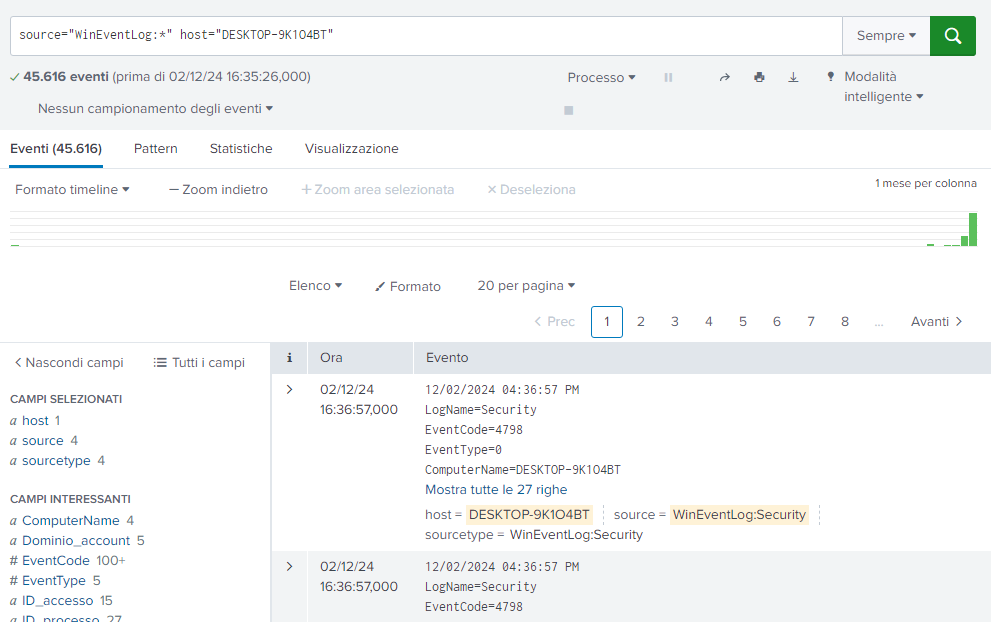 source="WinEventLog:*" host="DESKTOP-9K1O4BT"
Sempre
45.616 eventi (prima di 02/12/24 16:35:26,000)
Processo
Modalità intelligente
Nessun campionamento degli eventi
Eventi (45.616) Pattern Statistiche Visualizzazione
Formato timeline — Zoom indietro + Zoom area selezionata × Deseleziona
1 mese per colonna
Elenco Formato 20 per pagina
< Prec 1 2 3 4 5 6 7 8 ... Avanti >
< Nascondi campi Tutti i campi
CAMPI SELEZIONATI
a host 1
a source 4
a sourcetype 4
CAMPI INTERESSANTI
a ComputerName 4
a Dominio_account 5
# EventCode 100+
# EventType 5
a ID_accesso 15
a ID_processo 27
i Ora Evento
> 02/12/24 16:36:57,000
12/02/2024 04:36:57 PM
LogName=Security
EventCode=4798
EventType=0
ComputerName=DESKTOP-9K1O4BT
Mostra tutte le 27 righe
host = DESKTOP-9K1O4BT source = WinEventLog:Security
sourcetype = WinEventLog:Security
> 02/12/24 16:36:57,000
12/02/2024 04:36:57 PM
LogName=Security
EventCode=4798